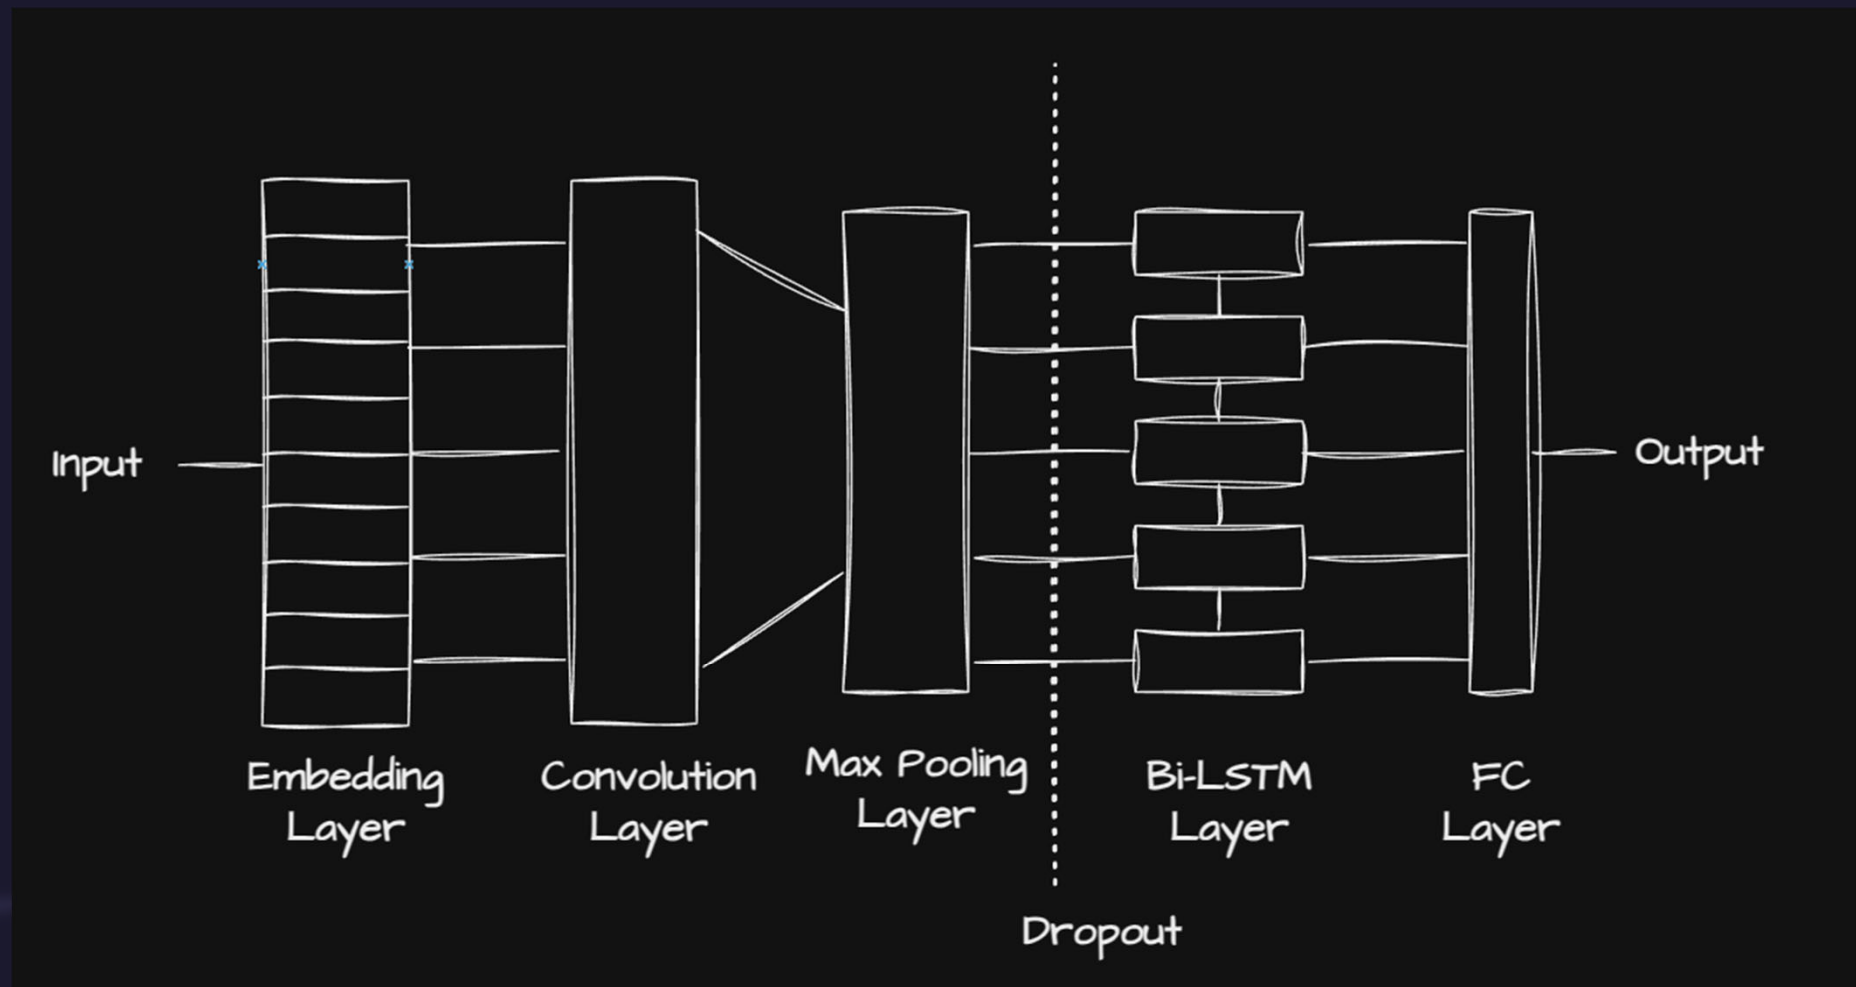 Input
Output
Embedding
Layer
Convolution
Layer
Max Pooling
Layer
Bi-LSTM
Layer
FC
Layer
Dropout